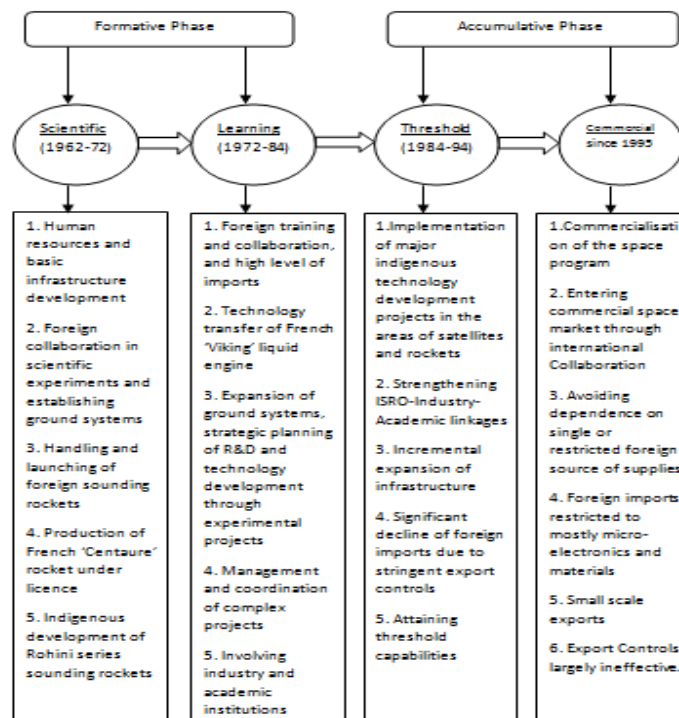 Formative Phase
Accumulative Phase
Scientific
(1962-72)
Learning
(1972-84)
Threshold
(1984-94)
Commercial
since 1995
1. Human
resources and
basic
infrastructure
development
2. Foreign
collaboration in
scientific
experiments and
establishing
ground systems
3. Handling and
launching of
foreign sounding
rockets
4. Production of
French 'Centaure'
rocket under
licence
5. Indigenous
development of
Rohini series
sounding rockets
1. Foreign training
and collaboration,
and high level of
imports
2. Technology
transfer of French
'Viking' liquid
engine
3. Expansion of
ground systems,
strategic planning
of R&D and
technology
development
through
experimental
projects
4. Management
and coordination
of complex
projects
5. Involving
industry and
academic
institutions
1.Implementation
of major
indigenous
technology
development
projects in the
areas of satellites
and rockets
2. Strengthening
ISRO-Industry-
Academic linkages
3. Incremental
expansion of
infrastructure
4. Significant
decline of foreign
imports due to
stringent export
controls
5. Attaining
threshold
capabilities
1.Commercialisati
on of the space
program
2. Entering
commercial space
market through
international
Collaboration
3. Avoiding
dependence on
single or
restricted foreign
source of supplies
4. Foreign imports
restricted to
mostly micro-
electronics and
materials
5. Small scale
exports
6. Export Controls
largely ineffective.